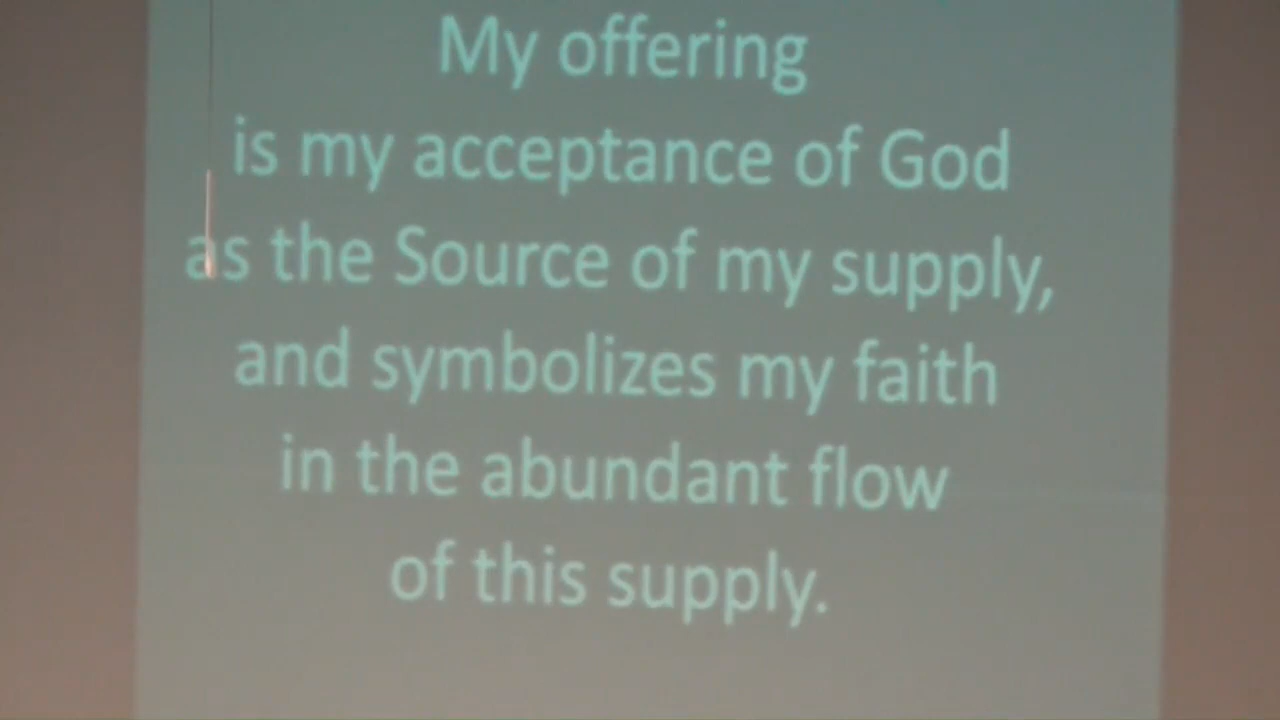 My offering
is my acceptance of God
as the Source of my supply,
and symbolizes my faith
in the abundant flow
of this supply.